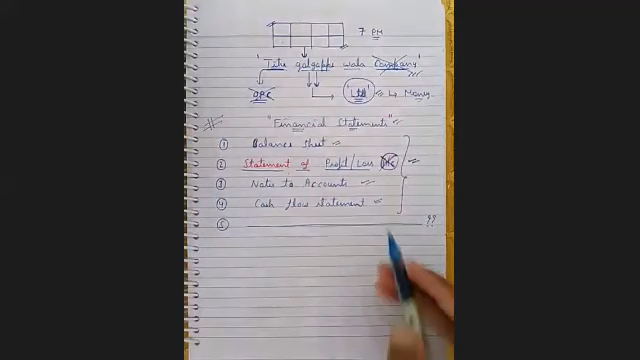 7 PM
"Tike golgappe wala Company"
OPC "Ltd" ↳ Money
# "Financial Statements"
① Balance sheet
② Statement of Profit/Loss
③ Notes to Accounts
④ Cash flow statement
⑤ ??